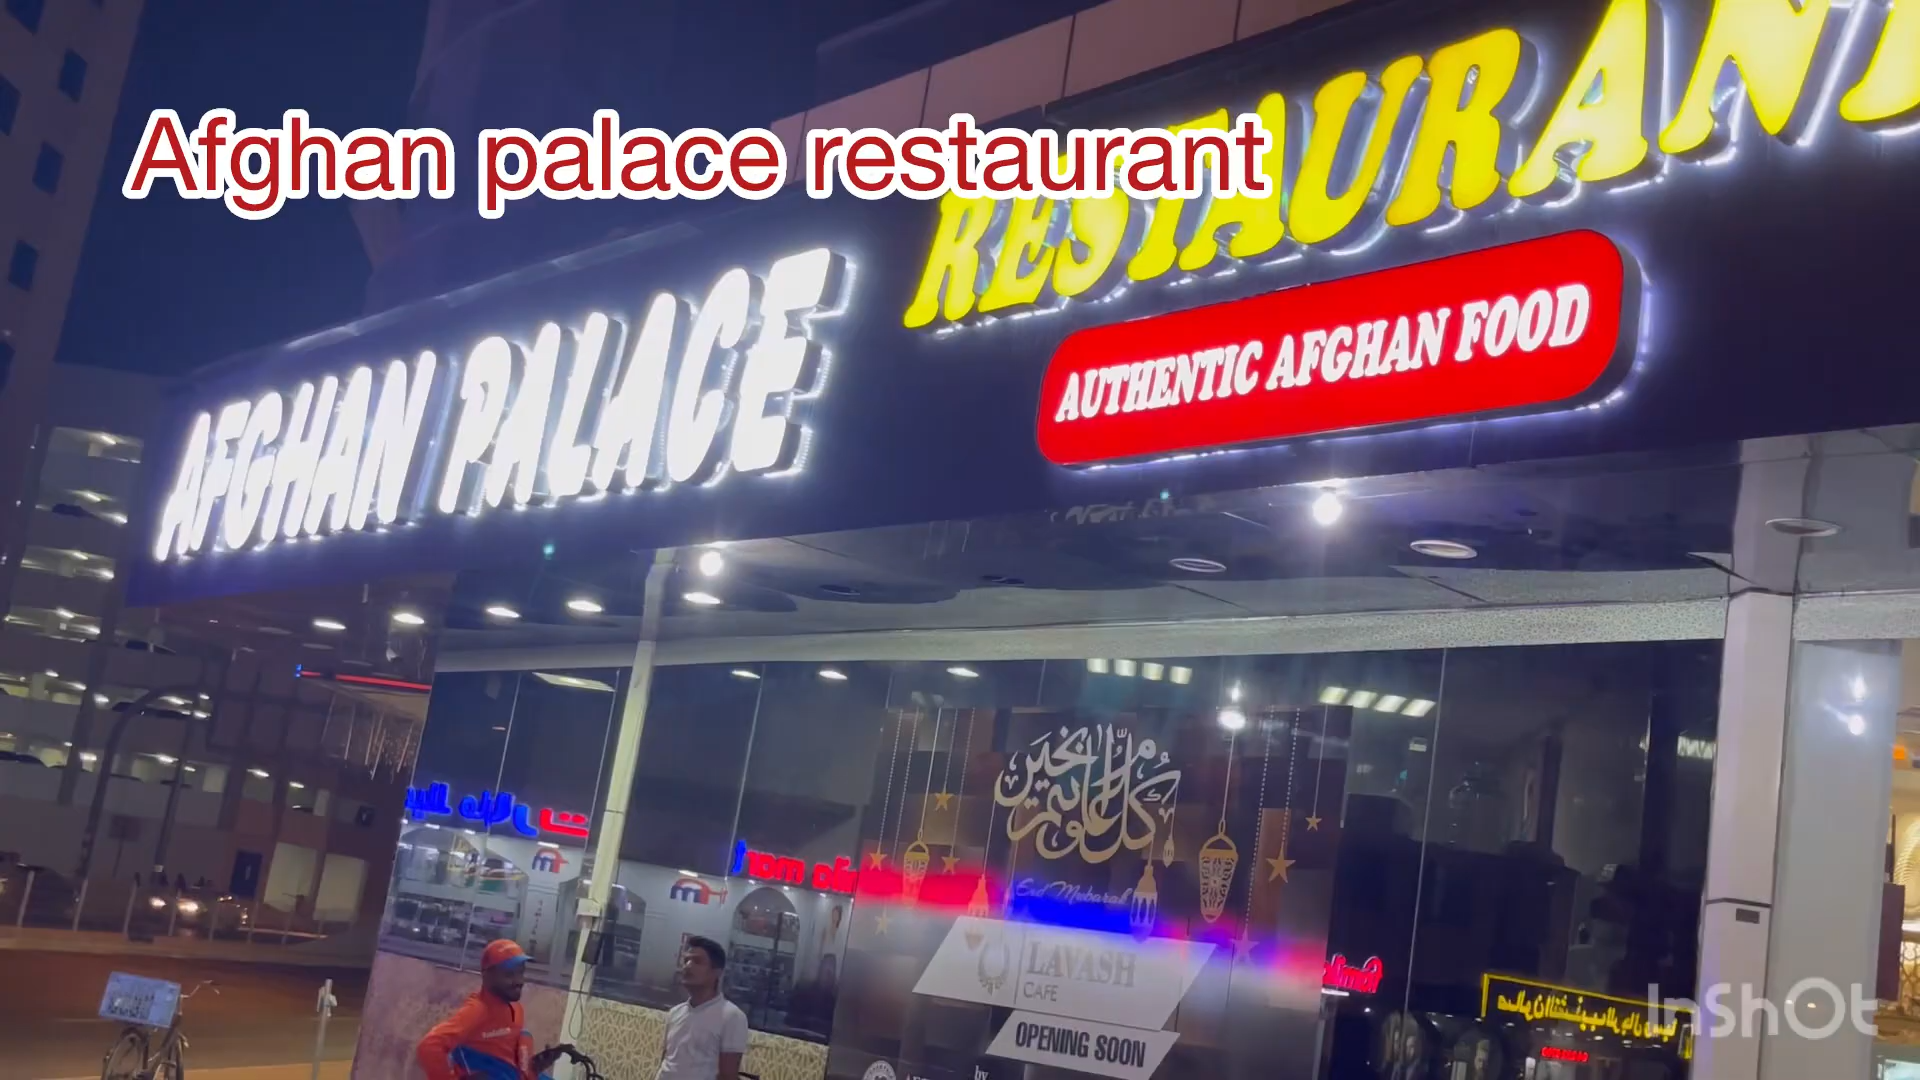 Afghan palace restaurant
AFGHAN PALACE
RESTAURANT
AUTHENTIC AFGHAN FOOD
كل عام وأنتم بخير
Eid Mubarak
LAVASH
CAFE
OPENING SOON
by
InShOt